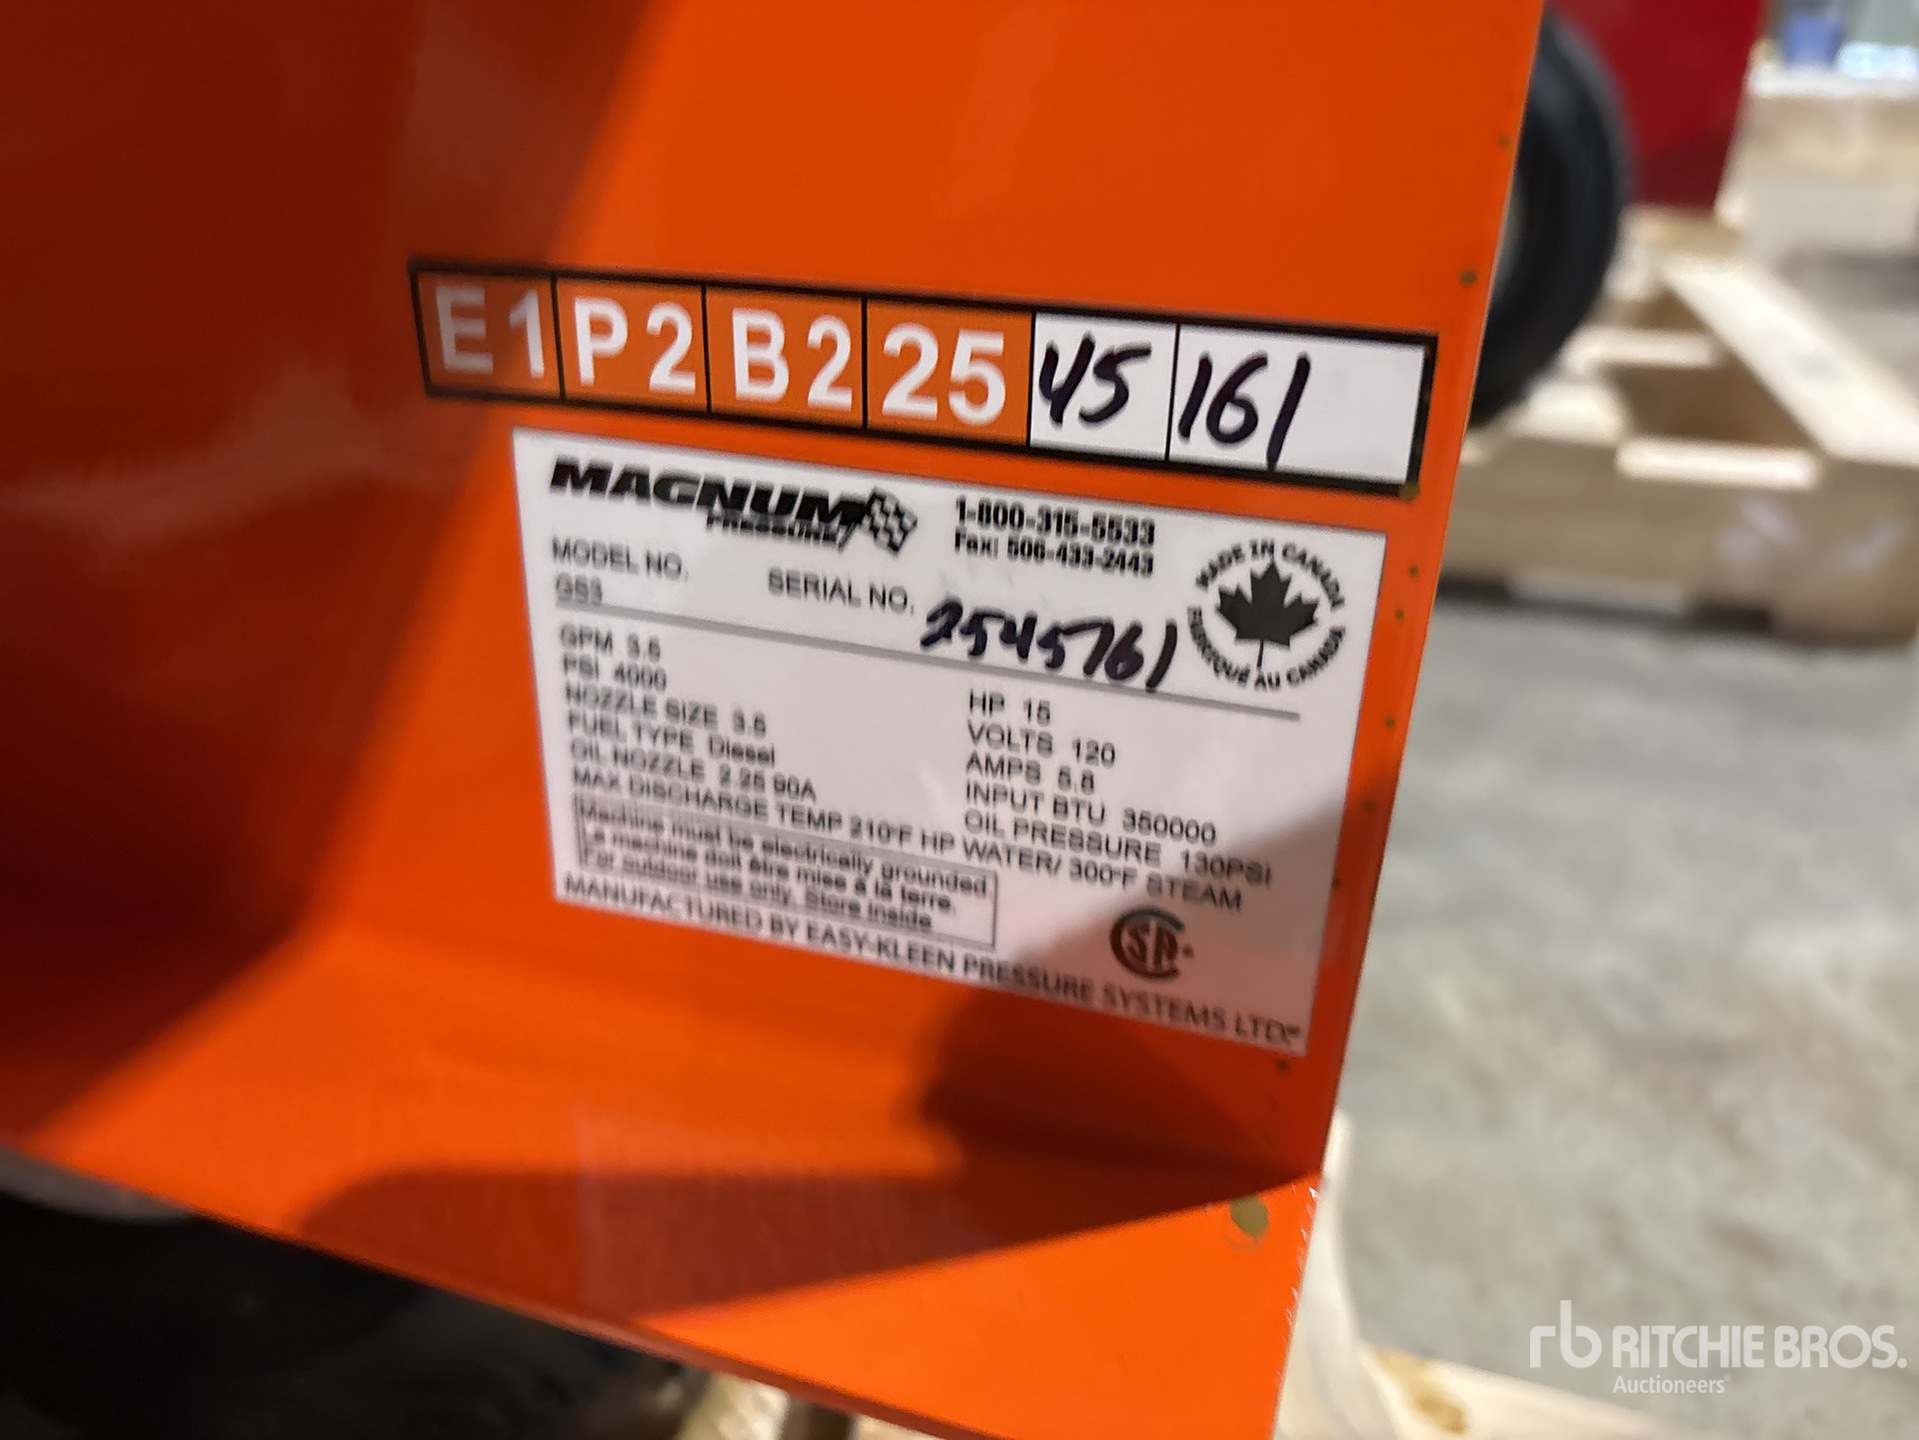 E1 P2 B2 25 45 161
MAGNUM
PRESSURE
1-800-315-5533
Fax: 506-433-2443
MADE IN CANADA
FABRIQUÉ AU CANADA
MODEL NO.
GS3
SERIAL NO. 2545761
GPM 3.5
PSI 4000
NOZZLE SIZE 3.5
FUEL TYPE Diesel
OIL NOZZLE 2.25 90A
HP 15
VOLTS 120
AMPS 5.8
INPUT BTU 350000
OIL PRESSURE 130PSI
MAX DISCHARGE TEMP 210°F HP WATER/ 300°F STEAM
Machine must be electrically grounded.
Le machine doit être mise à la terre.
For outdoor use only. Store Inside
CSA
MANUFACTURED BY EASY-KLEEN PRESSURE SYSTEMS LTD.
rb RITCHIE BROS.
Auctioneers